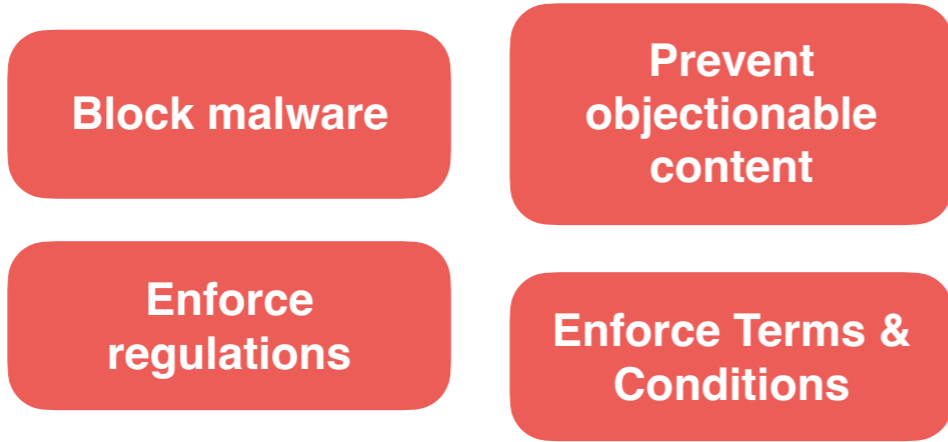 Block malware
Prevent
objectionable
content
Enforce
regulations
Enforce Terms &
Conditions